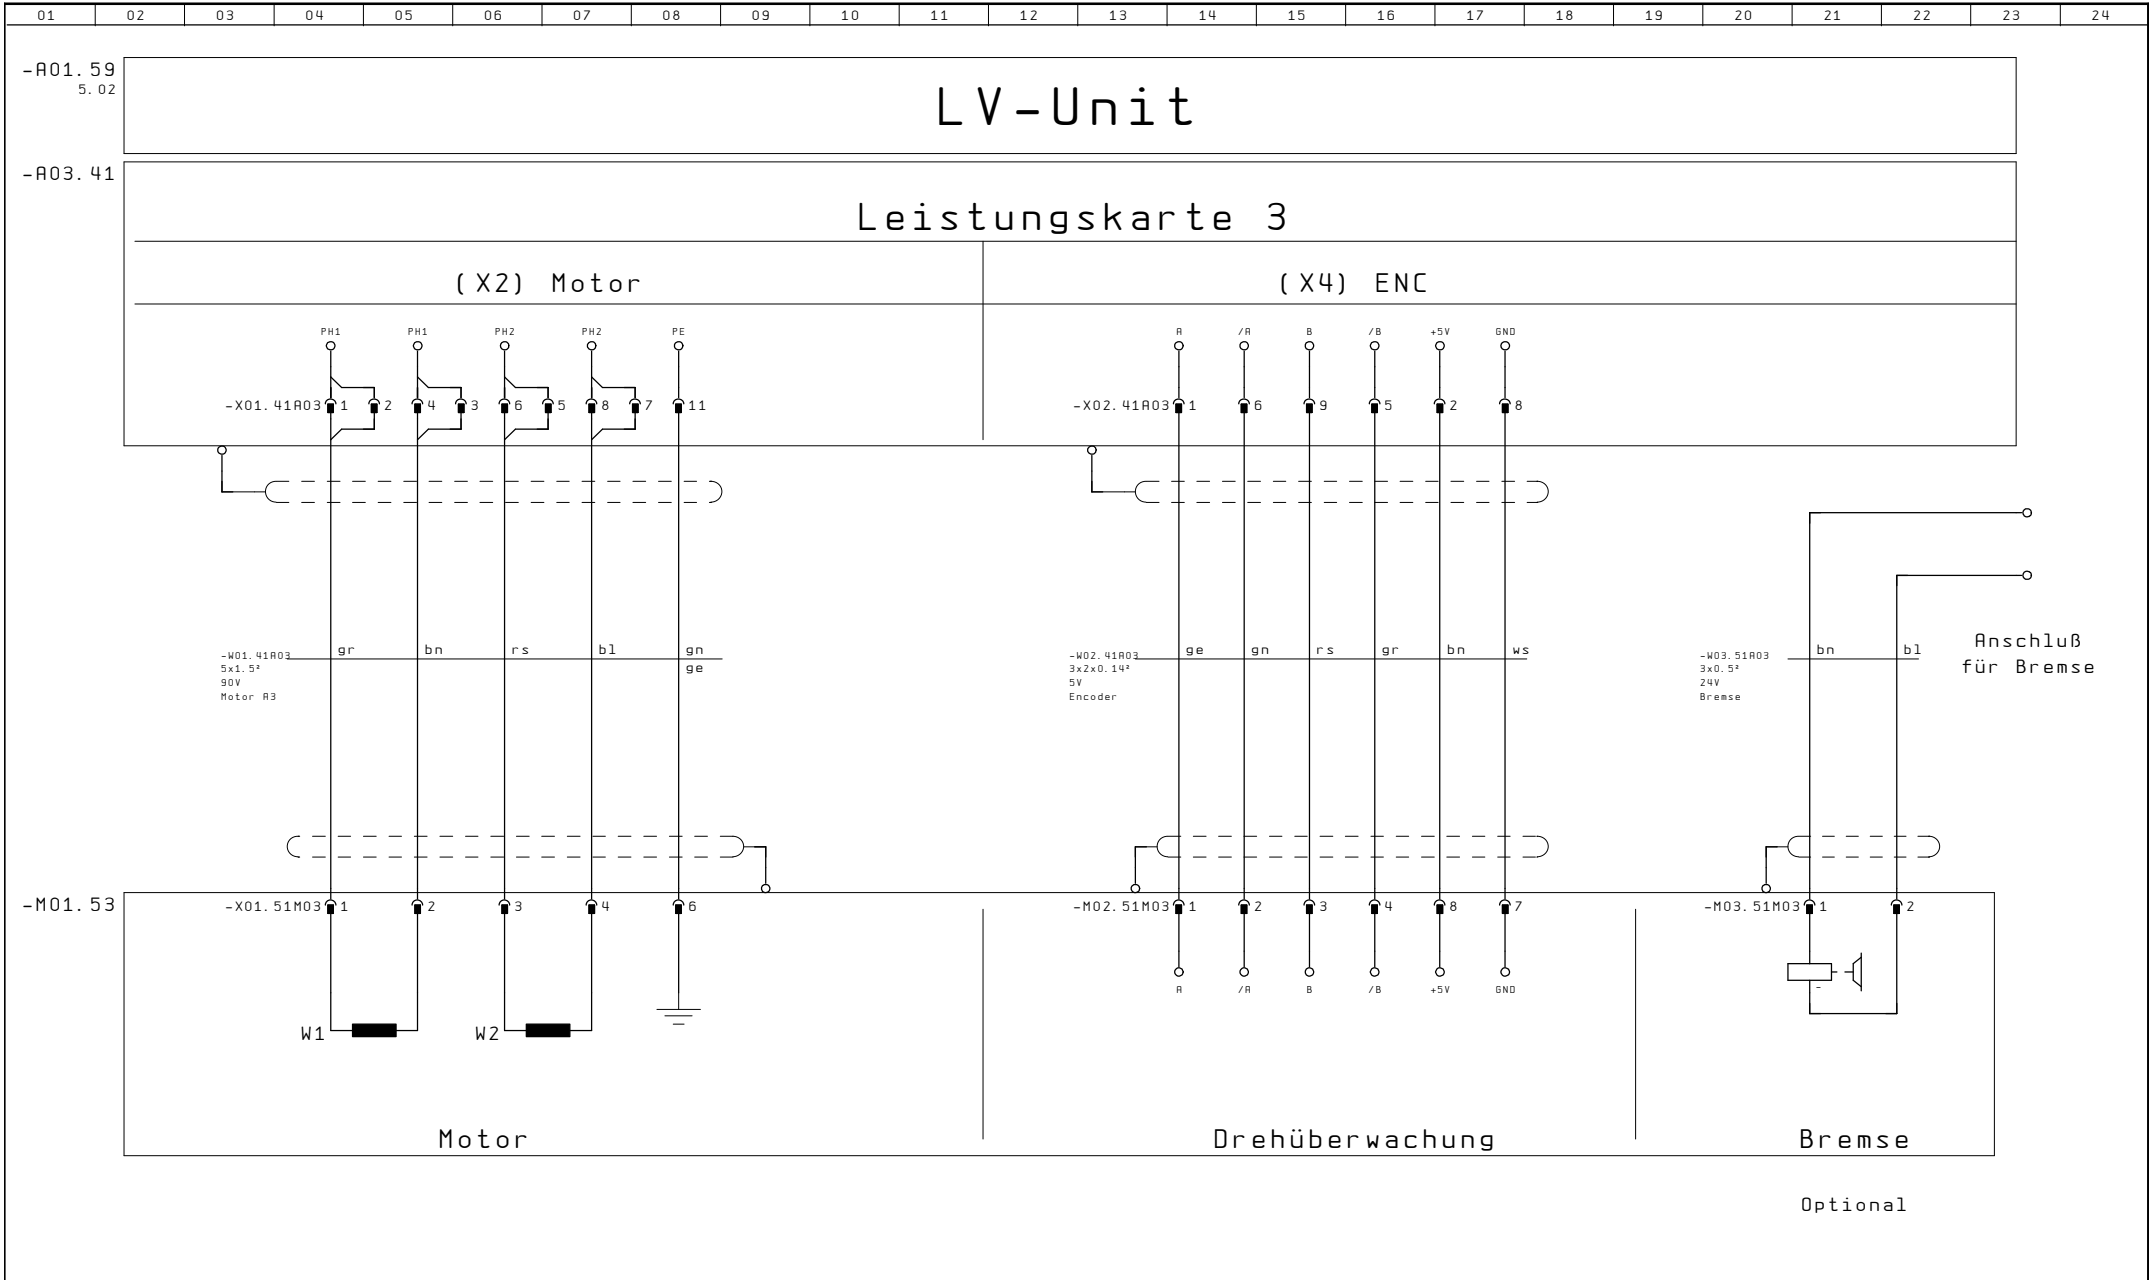 01 02 03 04 05 06 07 08 09 10 11 12 13 14 15 16 17 18 19 20 21 22 23 24
-A01.59
5.02
LV-Unit
-A03.41
Leistungskarte 3
(X2) Motor (X4) ENC
PH1 PH1 PH2 PH2 PE A /A B /B +5V GND
-X01.41A03 1 2 4 3 6 5 8 7 11 -X02.41A03 1 6 9 5 2 8
gr bn rs bl gn ge gn rs gr bn ws bn bl
ge
-W01.41A03
5x1.5²
90V
Motor A3
-W02.41A03
3x2x0.14²
5V
Encoder
-W03.51A03
3x0.5²
24V
Bremse
Anschluß
für Bremse
-M01.53
-X01.51M03 1 2 3 4 6 -M02.51M03 1 2 3 4 8 7 -M03.51M03 1 2
-
A /A B /B +5V GND
W1 W2
Motor Drehüberwachung Bremse
Optional